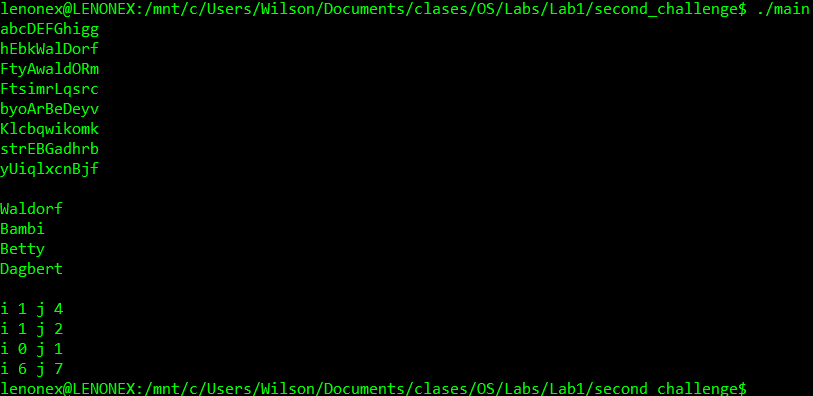 lenonex@LENONEX:/mnt/c/Users/Wilson/Documents/clases/OS/Labs/Lab1/second_challenge$ ./main
abcDEFGhigg
hEbkWalDorf
FtyAwaldORm
FtsimrLqsrc
byoArBeDeyv
Klcbqwikomk
strEBGadhrb
yUiqlxcnBjf
Waldorf
Bambi
Betty
Dagbert
i 1 j 4
i 1 j 2
i 0 j 1
i 6 j 7
lenonex@LENONEX:/mnt/c/Users/Wilson/Documents/clases/OS/Labs/Lab1/second_challenge$